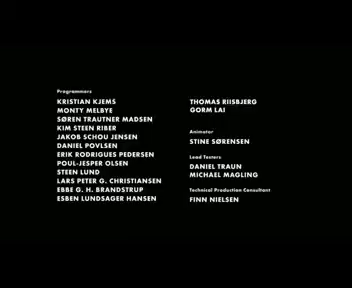 Programmers
KRISTIAN KJEMS
MONTY MELBYE
SØREN TRAUTNER MADSEN
KIM STEEN RIBER
JAKOB SCHOU JENSEN
DANIEL POVLSEN
ERIK RODRIGUES PEDERSEN
POUL-JESPER OLSEN
STEEN LUND
LARS PETER G. CHRISTIANSEN
EBBE G. H. BRANDSTRUP
ESBEN LUNDSAGER HANSEN
THOMAS RIISBJERG
GORM LAI
Animator
STINE SØRENSEN
Lead Testers
DANIEL TRAUN
MICHAEL MAGLING
Technical Production Consultant
FINN NIELSEN